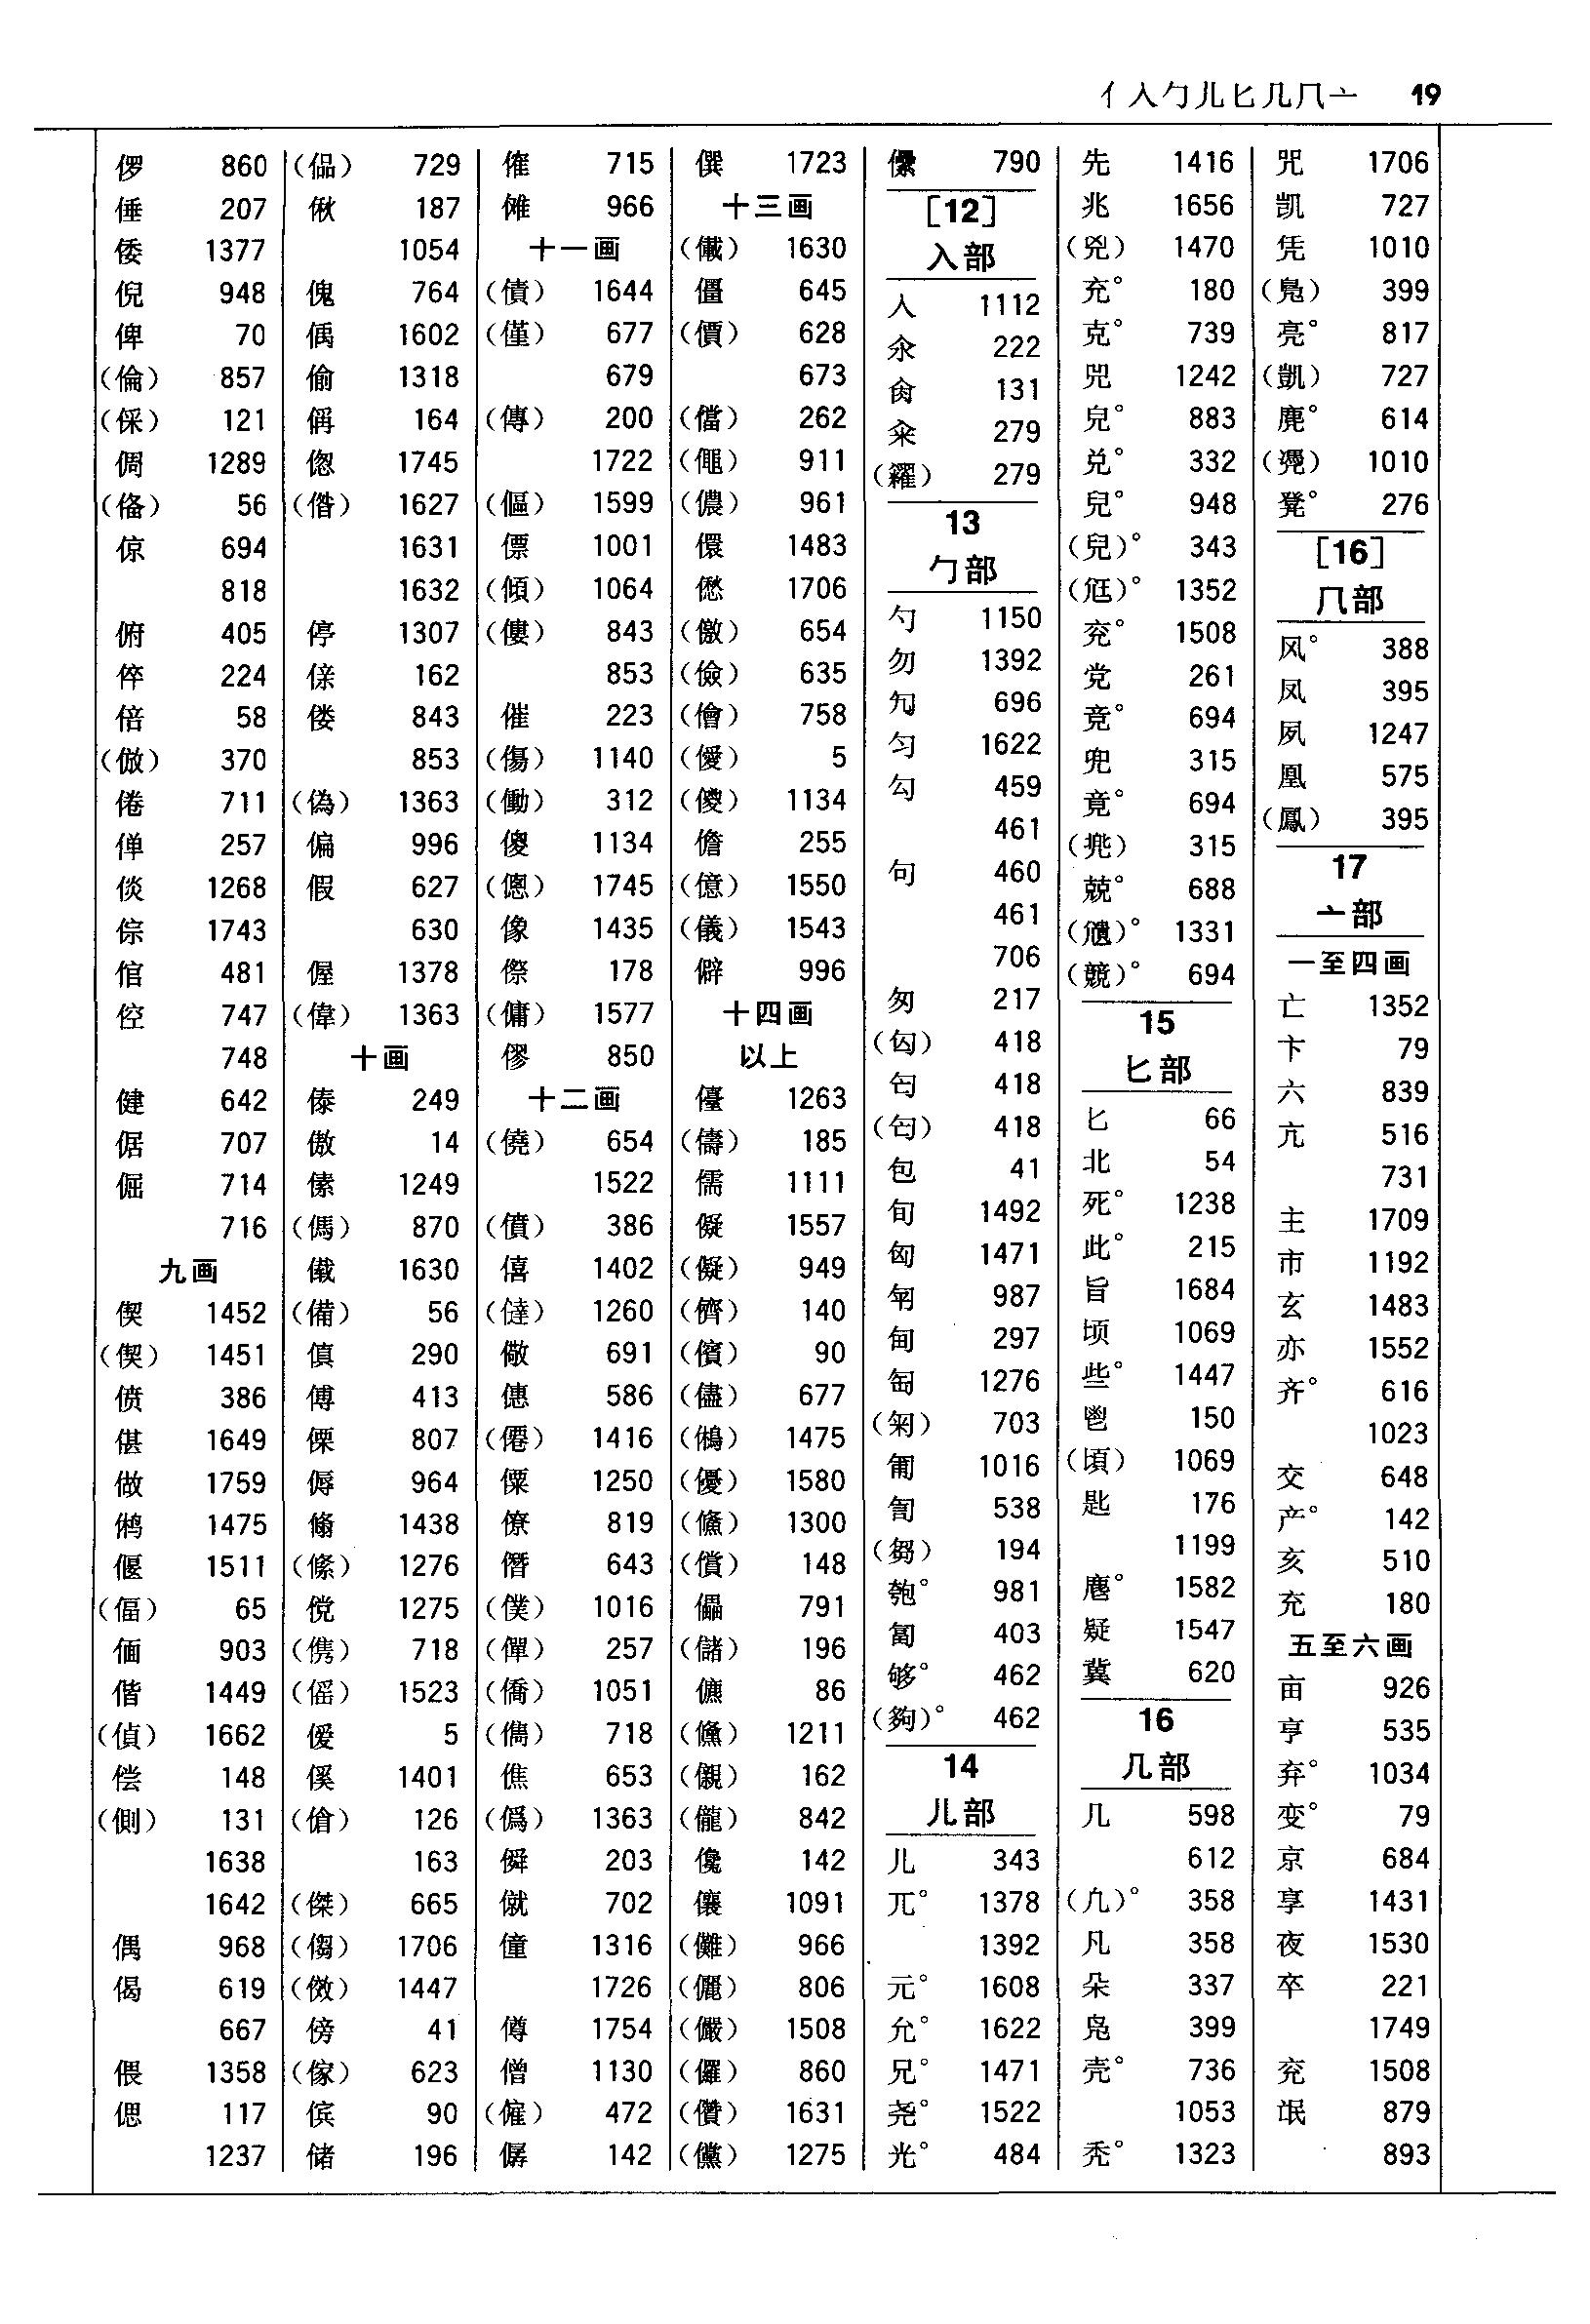 亻入勹儿匕几⺇亠 19
㑩 860
倕 207
倭 1377
倪 948
俾 70
(倫) 857
(倸) 121
倜 1289
(俻) 56
倞 694
818
俯 405
倅 224
倍 58
(倣) 370
倦 711
𠆲 257
倓 1268
倧 1743
倌 481
倥 747
748
健 642
倨 707
倔 714
716
九画
偰 1452
(偰) 1451
偾 386
偡 1649
做 1759
鸺 1475
偃 1511
(偪) 65
偭 903
偕 1449
(偵) 1662
偿 148
(側) 131
1638
1642
偶 968
偈 619
667
偎 1358
偲 117
1237
(偘) 729
偢 187
1054
傀 764
偊 1602
偷 1318
偁 164
偬 1745
(偺) 1627
1631
1632
停 1307
偨 162
偻 843
853
(偽) 1363
偏 996
假 627
630
偓 1378
(偉) 1363
十画
傣 249
傲 14
傃 1249
(傌) 870
傤 1630
(備) 56
傎 290
傅 413
傈 807
傉 964
翛 1438
(絛) 1276
傥 1275
(傁) 718
(傜) 1523
僾 5
傒 1401
(傖) 126
163
(傑) 665
(傯) 1706
(傚) 1447
傍 41
(傢) 623
傧 90
储 196
傕 715
傩 966
十一画
(債) 1644
(僅) 677
679
(傳) 200
1722
(傴) 1599
僄 1001
(傾) 1064
(僂) 843
853
催 223
(傷) 1140
(働) 312
傻 1134
(傯) 1745
像 1435
傺 178
(傭) 1577
僇 850
十二画
(僥) 654
1522
(僨) 386
僖 1402
(僅) 1260
儆 691
僡 586
(僊) 1416
僳 1250
僚 819
僭 643
(僕) 1016
(僤) 257
(僑) 1051
(儁) 718
僬 653
(僞) 1363
僢 203
僦 702
僮 1316
1726
僔 1754
僧 1130
(僱) 472
僝 142
僎 1723
十三画
(儎) 1630
僵 645
(價) 628
673
(儅) 262
(僶) 911
(儂) 961
儇 1483
僽 1706
(儌) 654
(儉) 635
(儈) 758
(僾) 5
(儍) 1134
儋 255
(億) 1550
(儀) 1543
僻 996
十四画
以上
儓 1263
(儔) 185
儒 1111
儗 1557
(儗) 949
(儕) 140
(儐) 90
(儘) 677
(鵂) 1475
(優) 1580
(鯈) 1300
(償) 148
儡 791
(儲) 196
儦 86
(儵) 1211
(儭) 162
(儱) 842
儳 142
儴 1091
(儺) 966
(儷) 806
(儼) 1508
(儸) 860
(儹) 1631
(儻) 1275
儽 790
[12]
入部
入 1112
汆 222
肏 131
籴 279
(糴) 279
13
勹部
勺 1150
勿 1392
勼 696
匀 1622
勾 459
461
句 460
461
706
匆 217
(匃) 418
匄 418
(匄) 418
包 41
旬 1492
匈 1471
匉 987
甸 297
匋 1276
(匊) 703
匍 1016
訇 538
(芻) 194
匏° 981
匐 403
够° 462
(夠)° 462
14
儿部
儿 343
兀° 1378
1392
元° 1608
允° 1622
兄° 1471
尧° 1522
光° 484
先 1416
兆 1656
(兇) 1470
充° 180
克° 739
兕 1242
皃° 883
兑° 332
兒° 948
(兒)° 343
(尩)° 1352
兖° 1508
党 261
竞° 694
兜 315
竟° 694
(兠) 315
兢° 688
(尵)° 1331
(競)° 694
15
匕部
匕 66
北 54
死° 1238
此° 215
旨 1684
顷 1069
些° 1447
鬯 150
(頃) 1069
匙 176
1199
麀° 1582
疑 1547
冀 620
16
几部
几 598
612
(凢)° 358
凡 358
朵 337
凫 399
壳° 736
1053
秃° 1323
咒 1706
凯 727
凭 1010
(鳬) 399
亮° 817
(凱) 727
麂° 614
(凴) 1010
凳° 276
[16]
⺇部
风° 388
凤 395
夙 1247
凰 575
(鳳) 395
17
亠部
一至四画
亡 1352
卞 79
六 839
亢 516
731
主 1709
市 1192
玄 1483
亦 1552
齐° 616
1023
交 648
产° 142
亥 510
充 180
五至六画
亩 926
亨 535
弃° 1034
变° 79
京 684
享 1431
夜 1530
卒 221
1749
兖 1508
氓 879
893